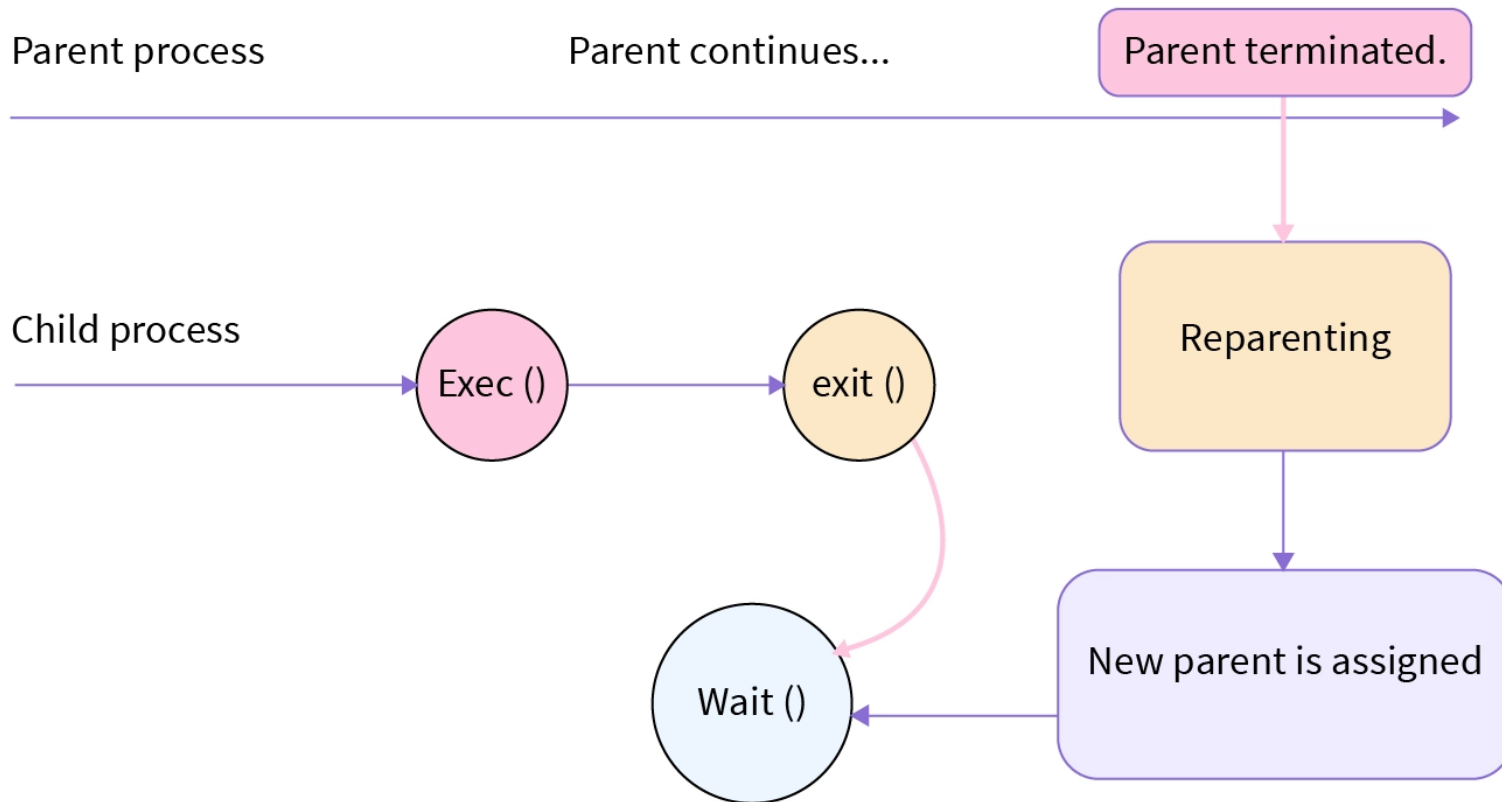 Parent process
Parent continues...
Parent terminated.
Child process
Exec ()
exit ()
Reparenting
Wait ()
New parent is assigned